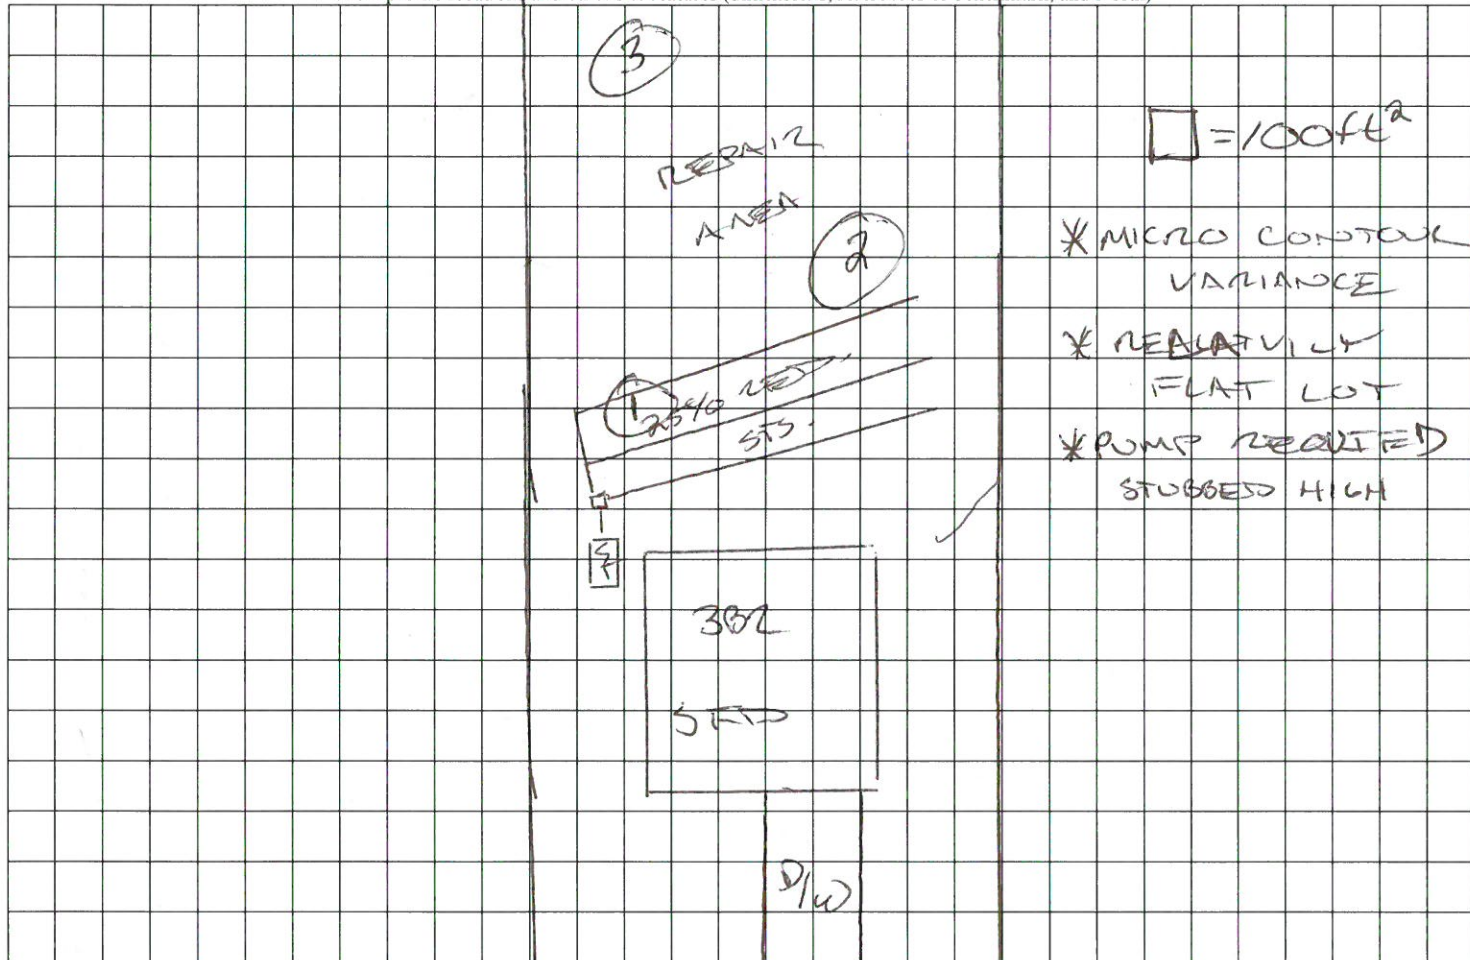 3
REPAIR
AREA
2
1
25% RED.
STS.
3BR
SFD
D/W
□ = 100ft²
* MICRO CONTOUR
VARIANCE
* REALATVILY
FLAT LOT
* PUMP REQUIRED
STUBBED HIGH